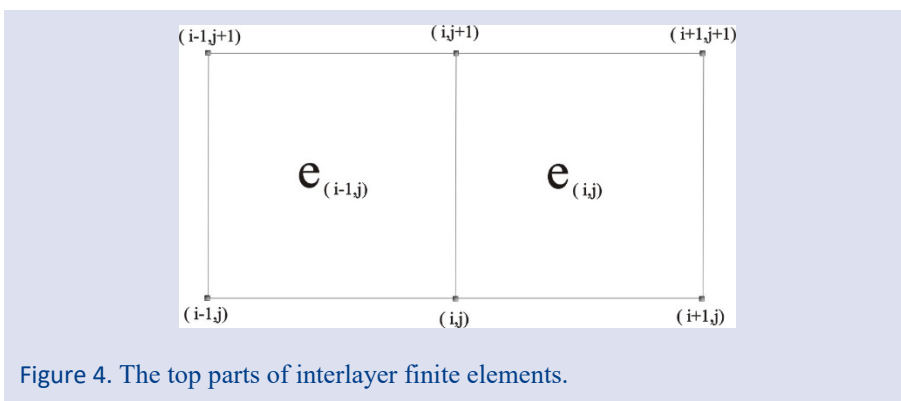 ( i-1,j+1) ( i,j+1) ( i+1,j+1)
e ( i-1,j) e ( i,j)
( i-1,j) ( i,j) ( i+1,j)
Figure 4. The top parts of interlayer finite elements.